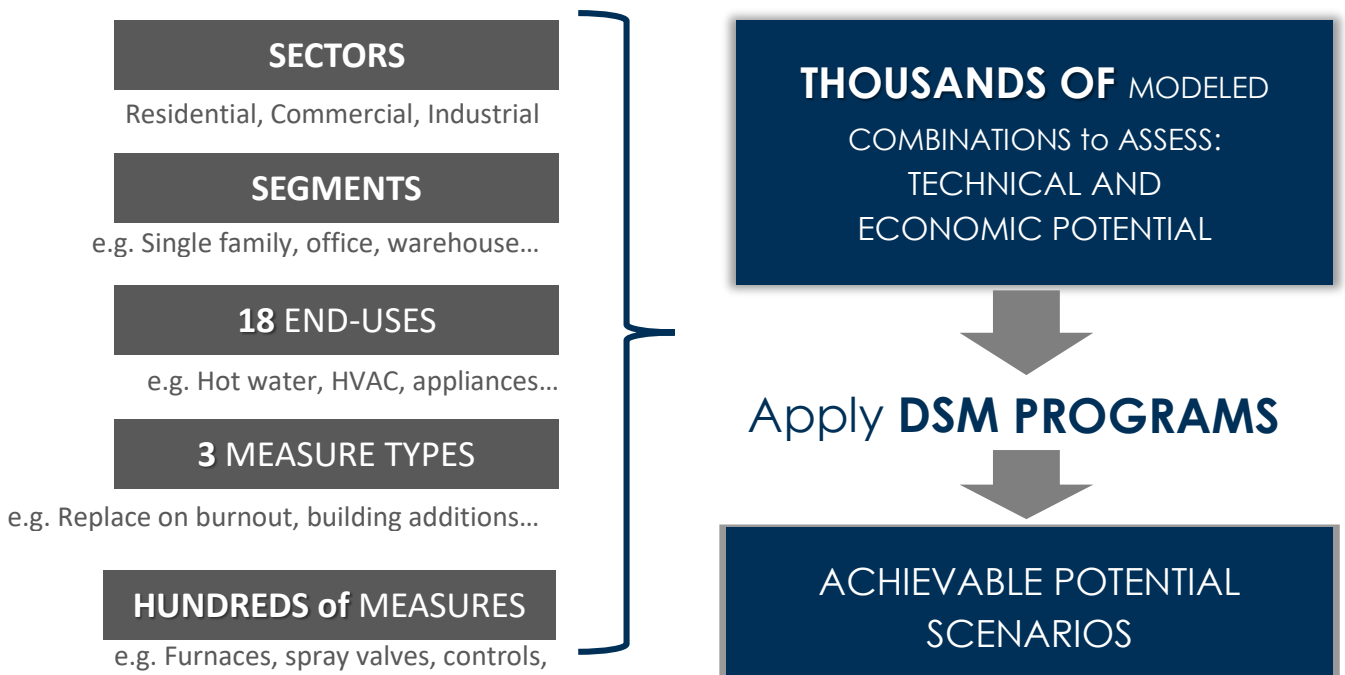 SECTORS
Residential, Commercial, Industrial
SEGMENTS
e.g. Single family, office, warehouse…
18 END-USES
e.g. Hot water, HVAC, appliances…
3 MEASURE TYPES
e.g. Replace on burnout, building additions…
HUNDREDS of MEASURES
e.g. Furnaces, spray valves, controls,
THOUSANDS OF MODELED
COMBINATIONS to ASSESS:
TECHNICAL AND
ECONOMIC POTENTIAL
Apply DSM PROGRAMS
ACHIEVABLE POTENTIAL
SCENARIOS